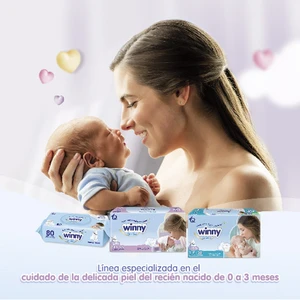 winny
winny
winny
80
Línea especializada en el
cuidado de la delicada piel del recién nacido de 0 a 3 meses